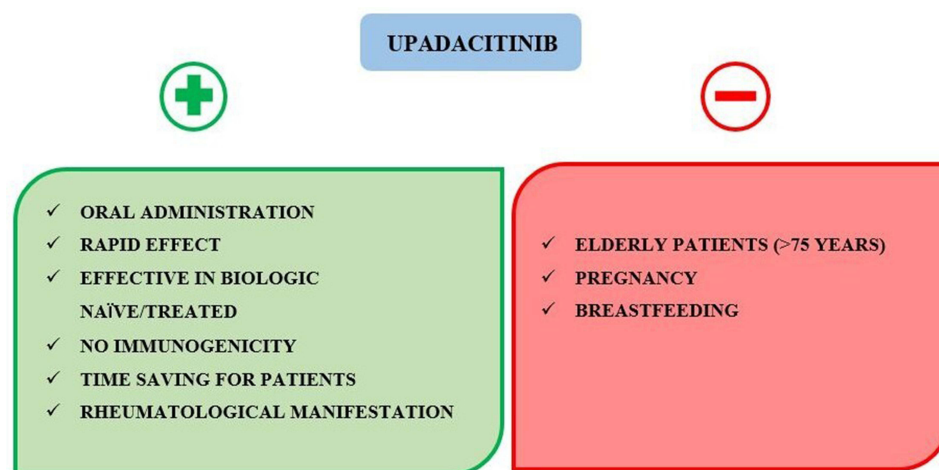 UPADACITINIB
✓ ORAL ADMINISTRATION
✓ RAPID EFFECT
✓ EFFECTIVE IN BIOLOGIC
NAÏVE/TREATED
✓ NO IMMUNOGENICITY
✓ TIME SAVING FOR PATIENTS
✓ RHEUMATOLOGICAL MANIFESTATION
✓ ELDERLY PATIENTS (>75 YEARS)
✓ PREGNANCY
✓ BREASTFEEDING